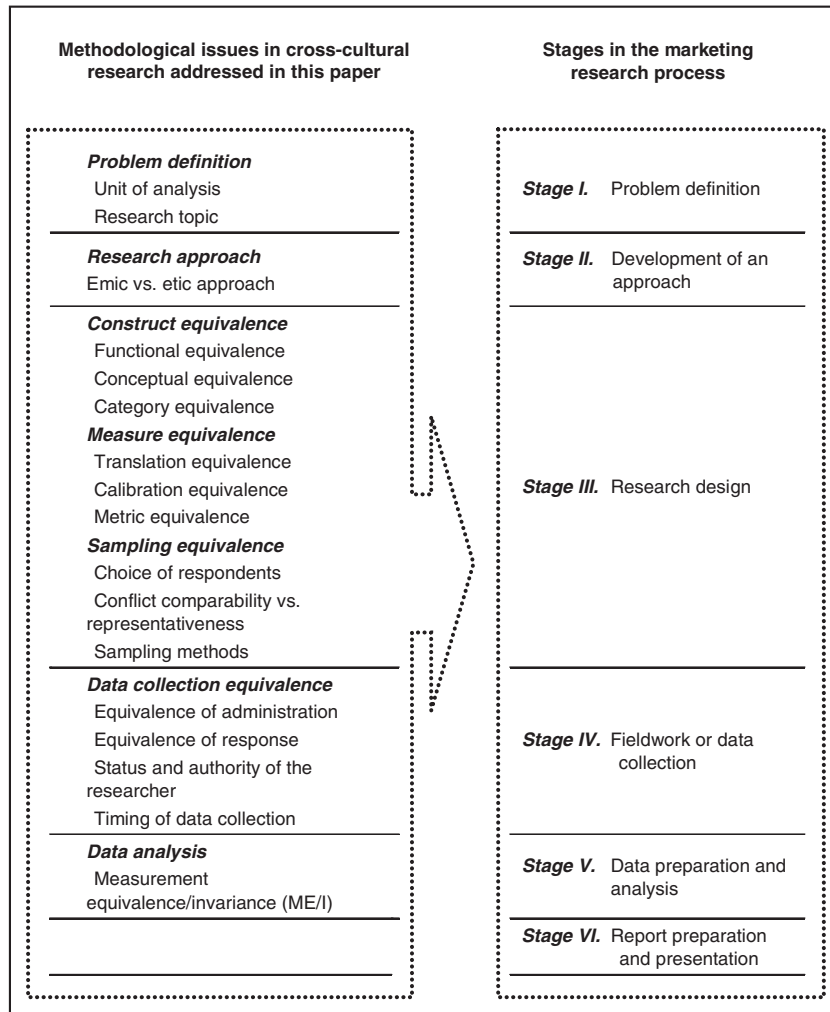 Methodological issues in cross-cultural
research addressed in this paper
Problem definition
Unit of analysis
Research topic
Research approach
Emic vs. etic approach
Construct equivalence
Functional equivalence
Conceptual equivalence
Category equivalence
Measure equivalence
Translation equivalence
Calibration equivalence
Metric equivalence
Sampling equivalence
Choice of respondents
Conflict comparability vs.
representativeness
Sampling methods
Data collection equivalence
Equivalence of administration
Equivalence of response
Status and authority of the
researcher
Timing of data collection
Data analysis
Measurement
equivalence/invariance (ME/I)
Stages in the marketing
research process
Stage I. Problem definition
Stage II. Development of an
approach
Stage III. Research design
Stage IV. Fieldwork or data
collection
Stage V. Data preparation and
analysis
Stage VI. Report preparation
and presentation